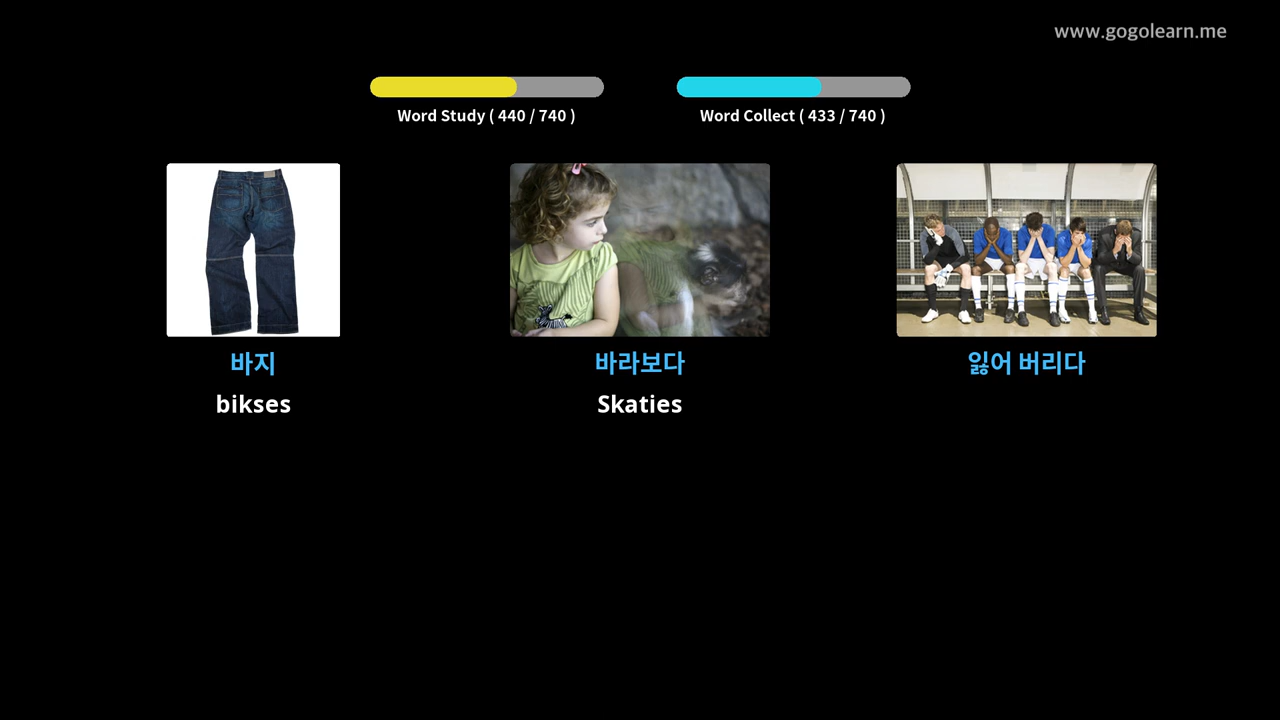 www.gogolearn.me
Word Study ( 440 / 740 )
Word Collect ( 433 / 740 )
바지
바라보다
잃어 버리다
bikses
Skaties